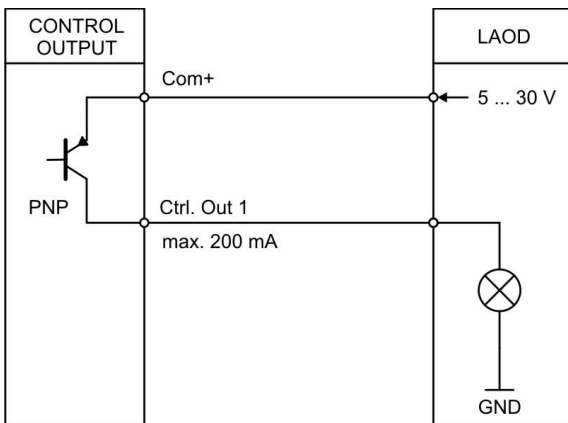 CONTROL
OUTPUT
LAOD
Com+
5 ... 30 V
PNP
Ctrl. Out 1
max. 200 mA
GND